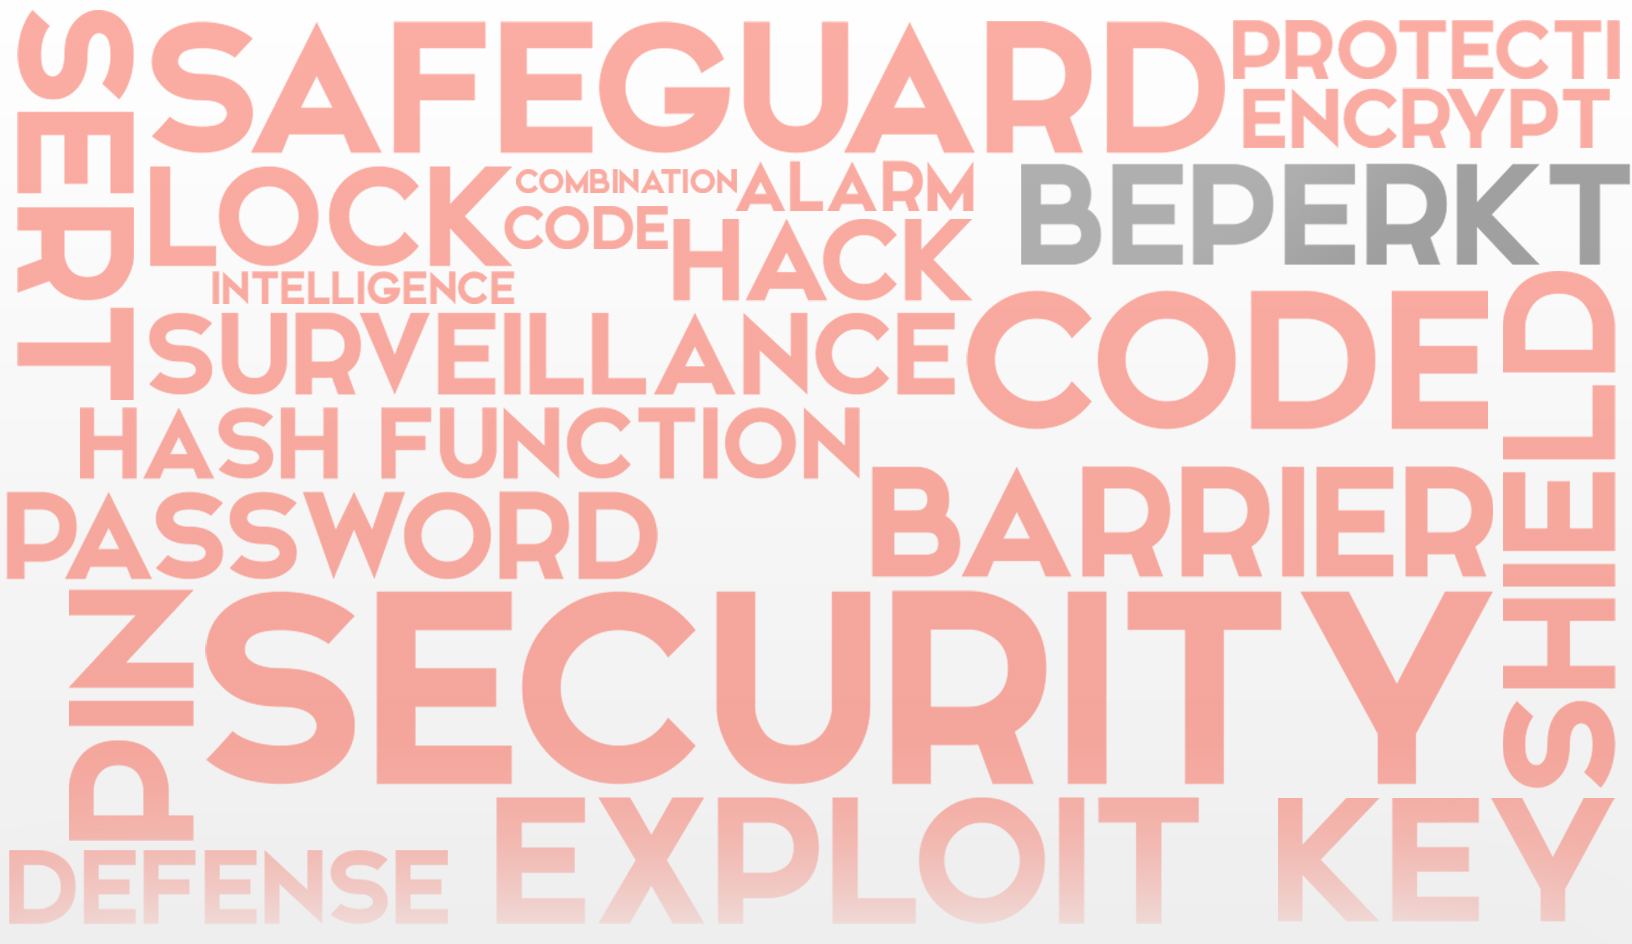 SERT
SAFEGUARD
PROTECTI
ENCRYPT
LOCK
COMBINATION
CODE
ALARM
HACK
BEPERKT
INTELLIGENCE
SURVEILLANCE
CODE
SHIELD
HASH FUNCTION
PASSWORD
BARRIER
PIN
SECURITY
DEFENSE
EXPLOIT
KEY